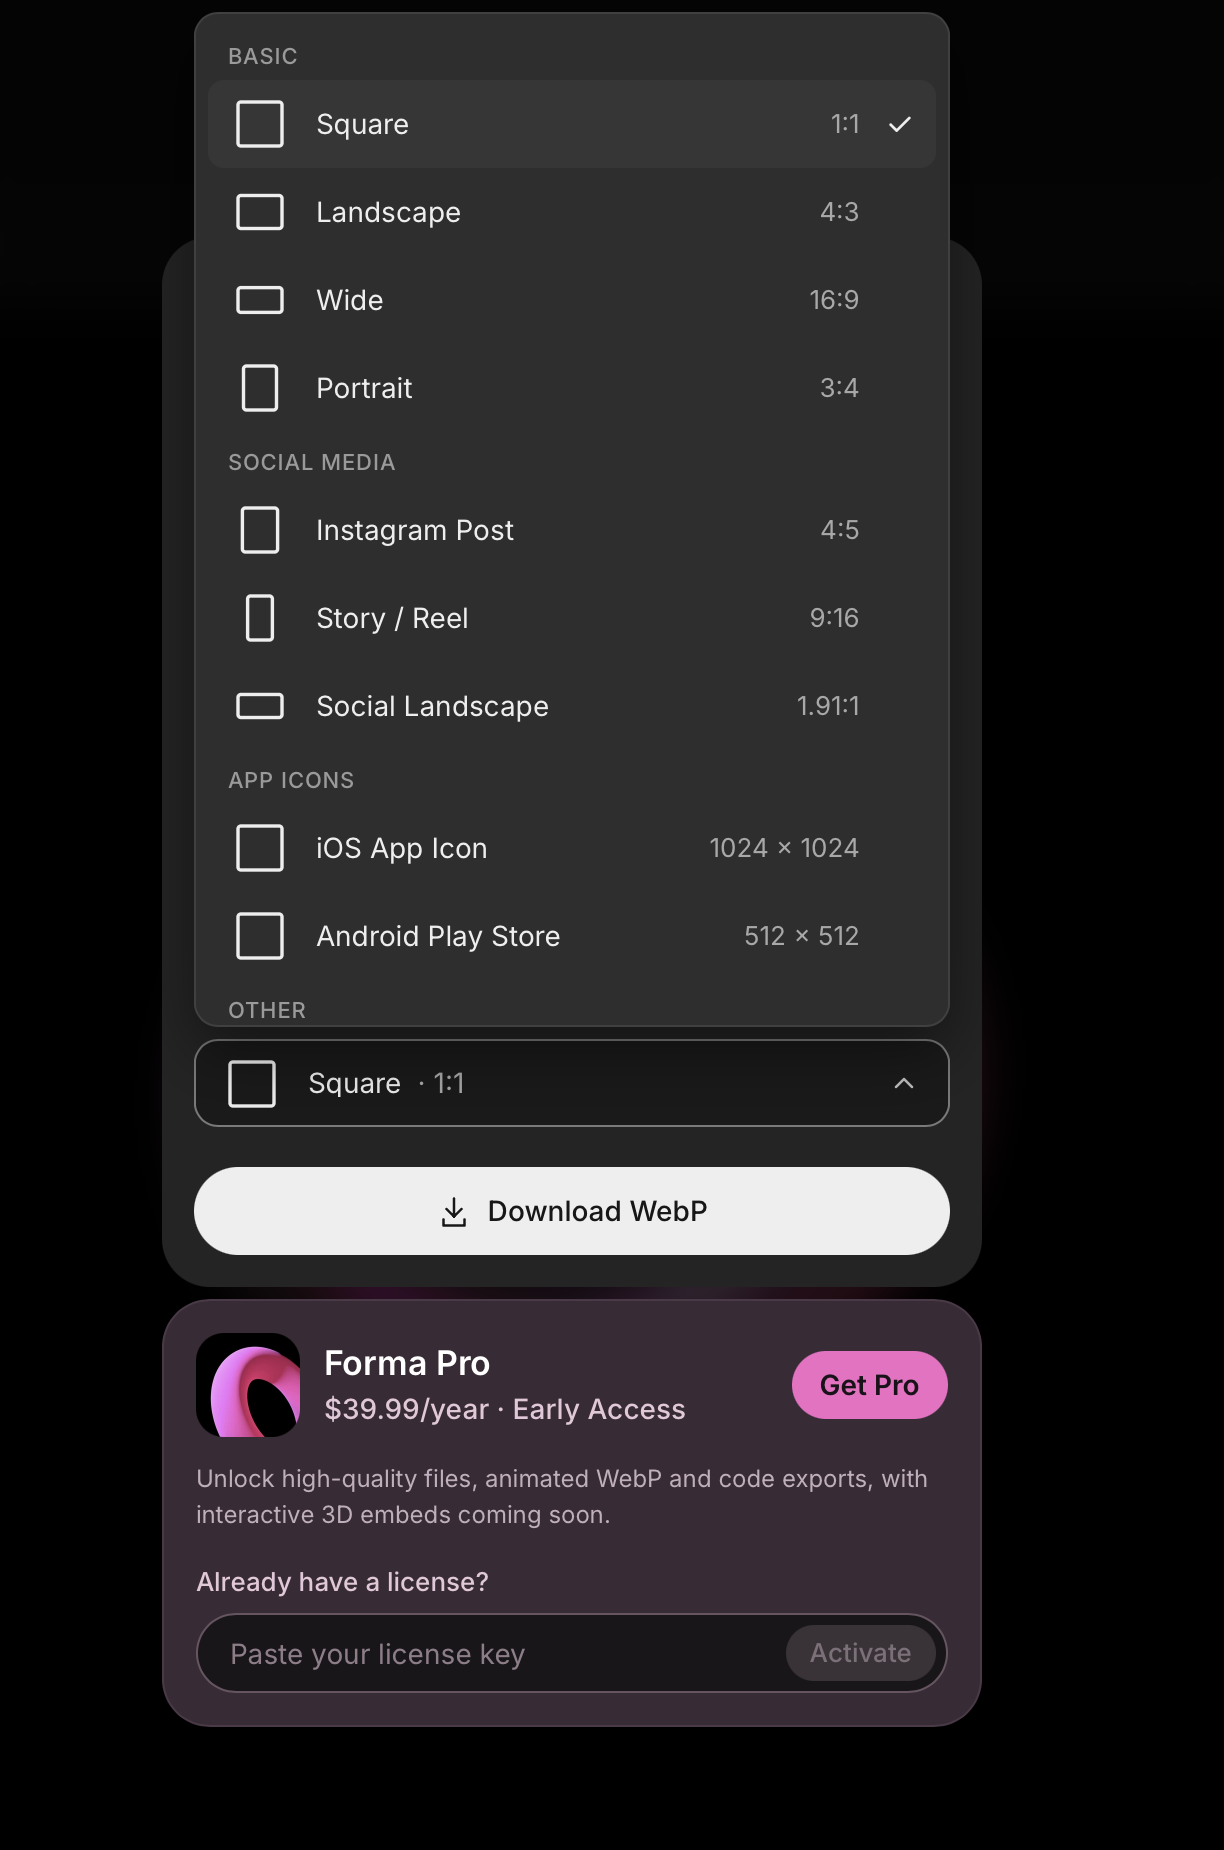 BASIC
Square 1:1
Landscape 4:3
Wide 16:9
Portrait 3:4
SOCIAL MEDIA
Instagram Post 4:5
Story / Reel 9:16
Social Landscape 1.91:1
APP ICONS
iOS App Icon 1024 × 1024
Android Play Store 512 × 512
OTHER
Square · 1:1
Download WebP
Forma Pro
$39.99/year · Early Access
Get Pro
Unlock high-quality files, animated WebP and code exports, with
interactive 3D embeds coming soon.
Already have a license?
Paste your license key
Activate